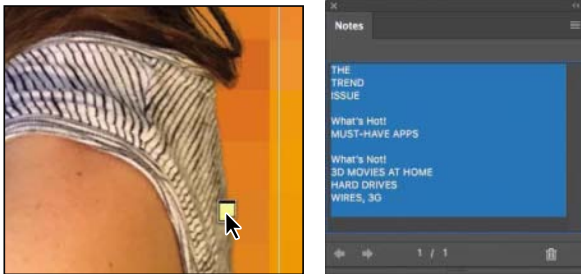 Notes
THE
TREND
ISSUE
What's Hot!
MUST-HAVE APPS
What's Not!
3D MOVIES AT HOME
HARD DRIVES
WIRES, 3G
1 / 1